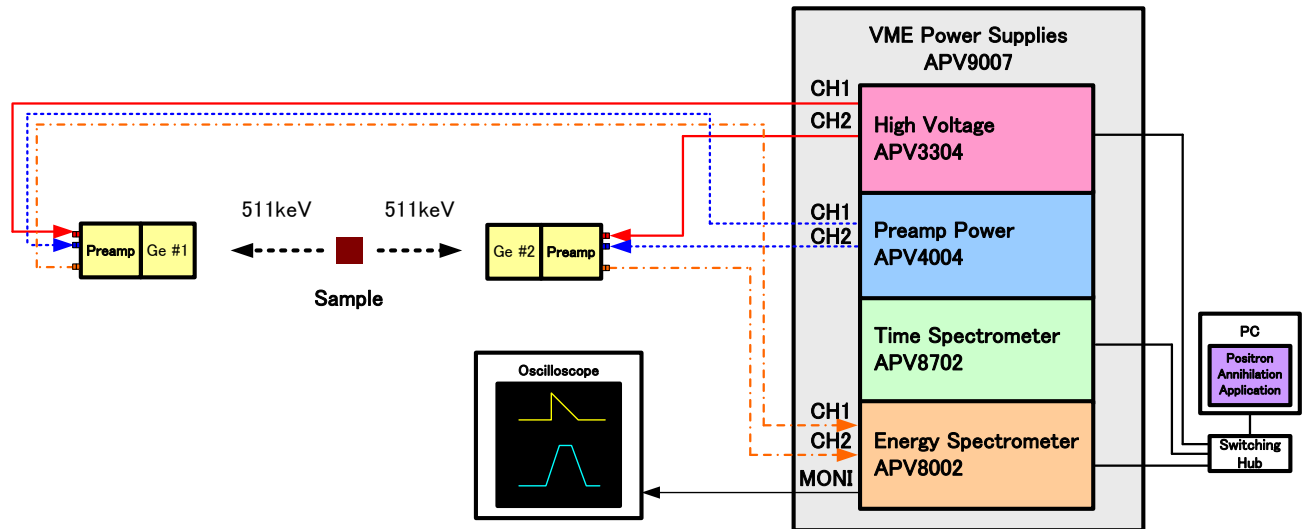 VME Power Supplies
APV9007
CH1
CH2
High Voltage
APV3304
CH1
CH2
Preamp Power
APV4004
Time Spectrometer
APV8702
CH1
CH2
MONI
Energy Spectrometer
APV8002
511keV
511keV
Preamp
Ge #1
Sample
Ge #2
Preamp
Oscilloscope
PC
Positron
Annihilation
Application
Switching
Hub